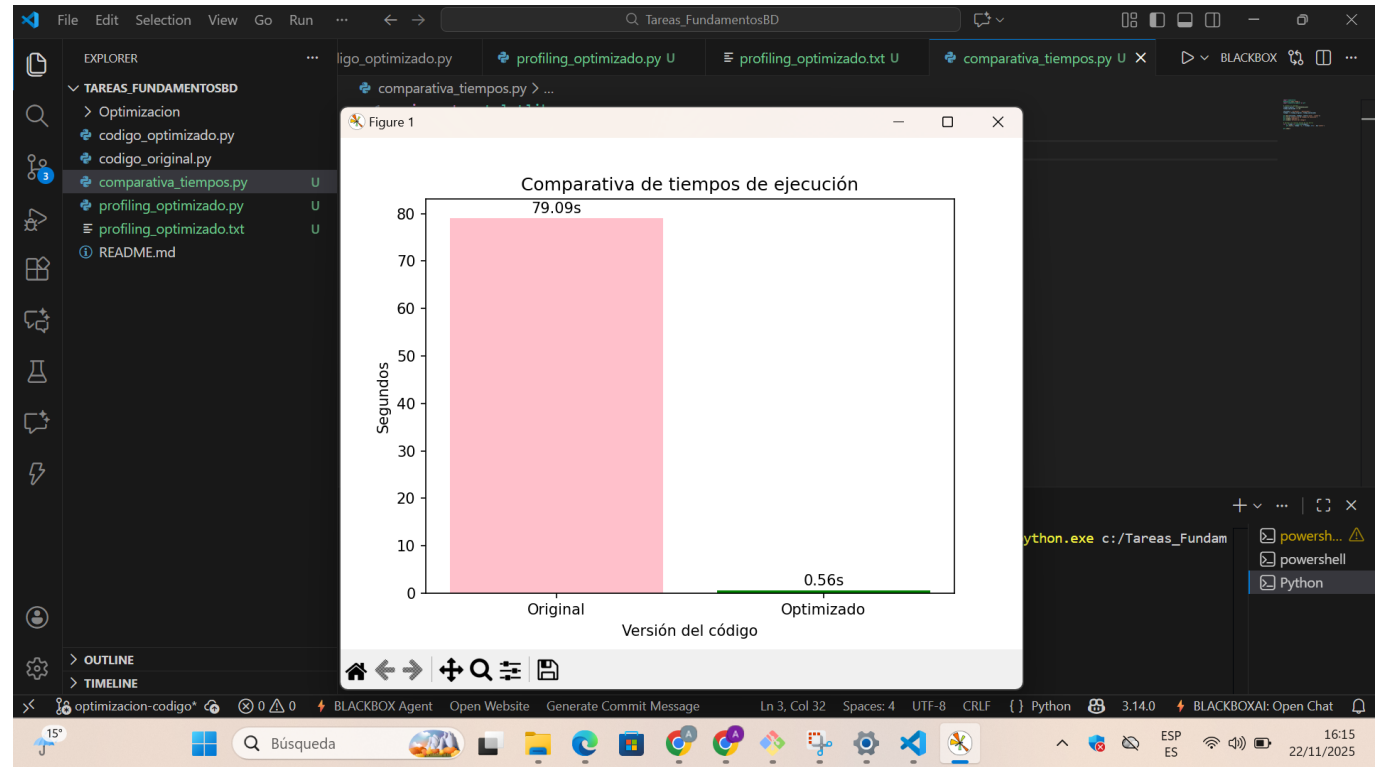 File Edit Selection View Go Run ··· Tareas_FundamentosBD
EXPLORER ···
TAREAS_FUNDAMENTOSBD
Optimizacion
codigo_optimizado.py
codigo_original.py
comparativa_tiempos.py U
profiling_optimizado.py U
profiling_optimizado.txt U
README.md
OUTLINE
TIMELINE
digo_optimizado.py profiling_optimizado.py U profiling_optimizado.txt U comparativa_tiempos.py U BLACKBOX ···
comparativa_tiempos.py > ...
Figure 1
Comparativa de tiempos de ejecución
79.09s
80
70
60
50
40
30
20
10
0
Segundos
0.56s
Original Optimizado
Versión del código
ython.exe c:/Tareas_Fundam
powersh...
powershell
Python
3
optimizacion-codigo* 0 0 BLACKBOX Agent Open Website Generate Commit Message Ln 3, Col 32 Spaces: 4 UTF-8 CRLF { } Python 3.14.0 BLACKBOXAI: Open Chat
15°
Búsqueda
ESP
ES
16:15
22/11/2025